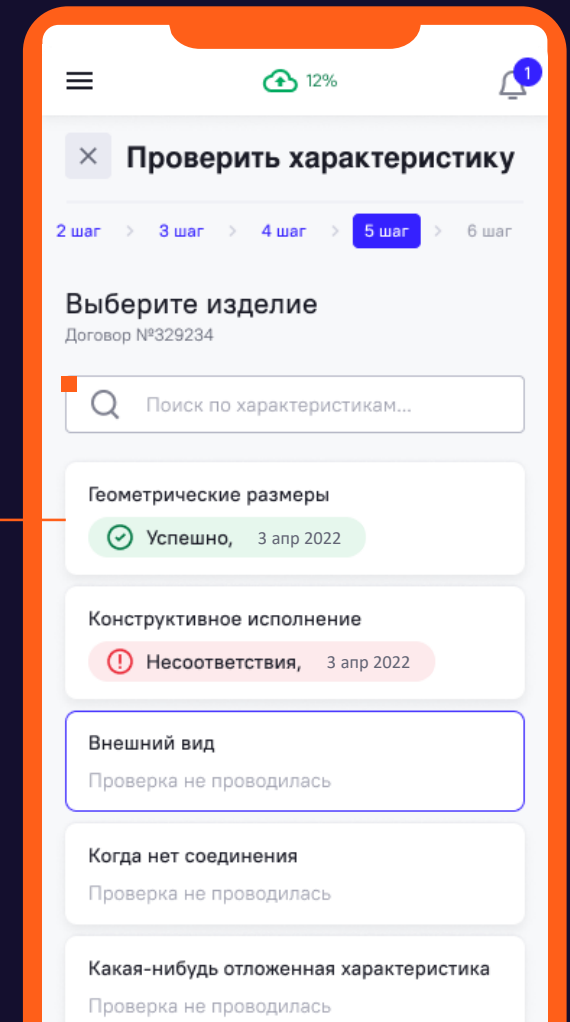 12%
1
Проверить характеристику
2 шаг > 3 шаг > 4 шаг > 5 шаг > 6 шаг
Выберите изделие
Договор №329234
Поиск по характеристикам...
Геометрические размеры
Успешно, 3 апр 2022
Конструктивное исполнение
Несоответствия, 3 апр 2022
Внешний вид
Проверка не проводилась
Когда нет соединения
Проверка не проводилась
Какая-нибудь отложенная характеристика
Проверка не проводилась